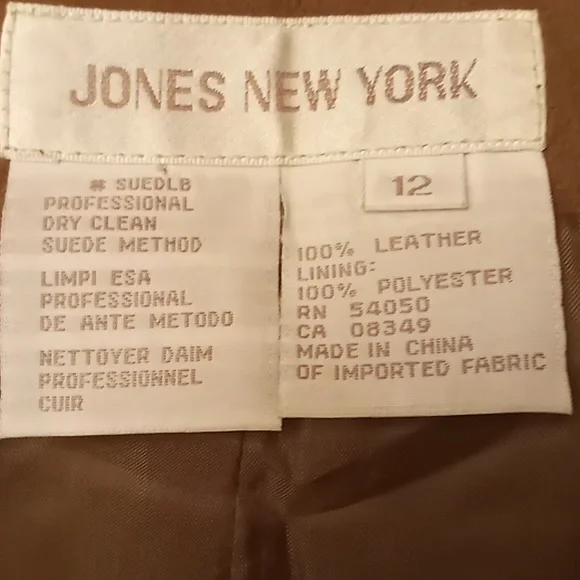 JONES NEW YORK
# SUEDLB
PROFESSIONAL
DRY CLEAN
SUEDE METHOD
LIMPI ESA
PROFESSIONAL
DE ANTE METODO
NETTOYER DAIM
PROFESSIONNEL
CUIR
12
100% LEATHER
LINING:
100% POLYESTER
RN 54050
CA 08349
MADE IN CHINA
OF IMPORTED FABRIC